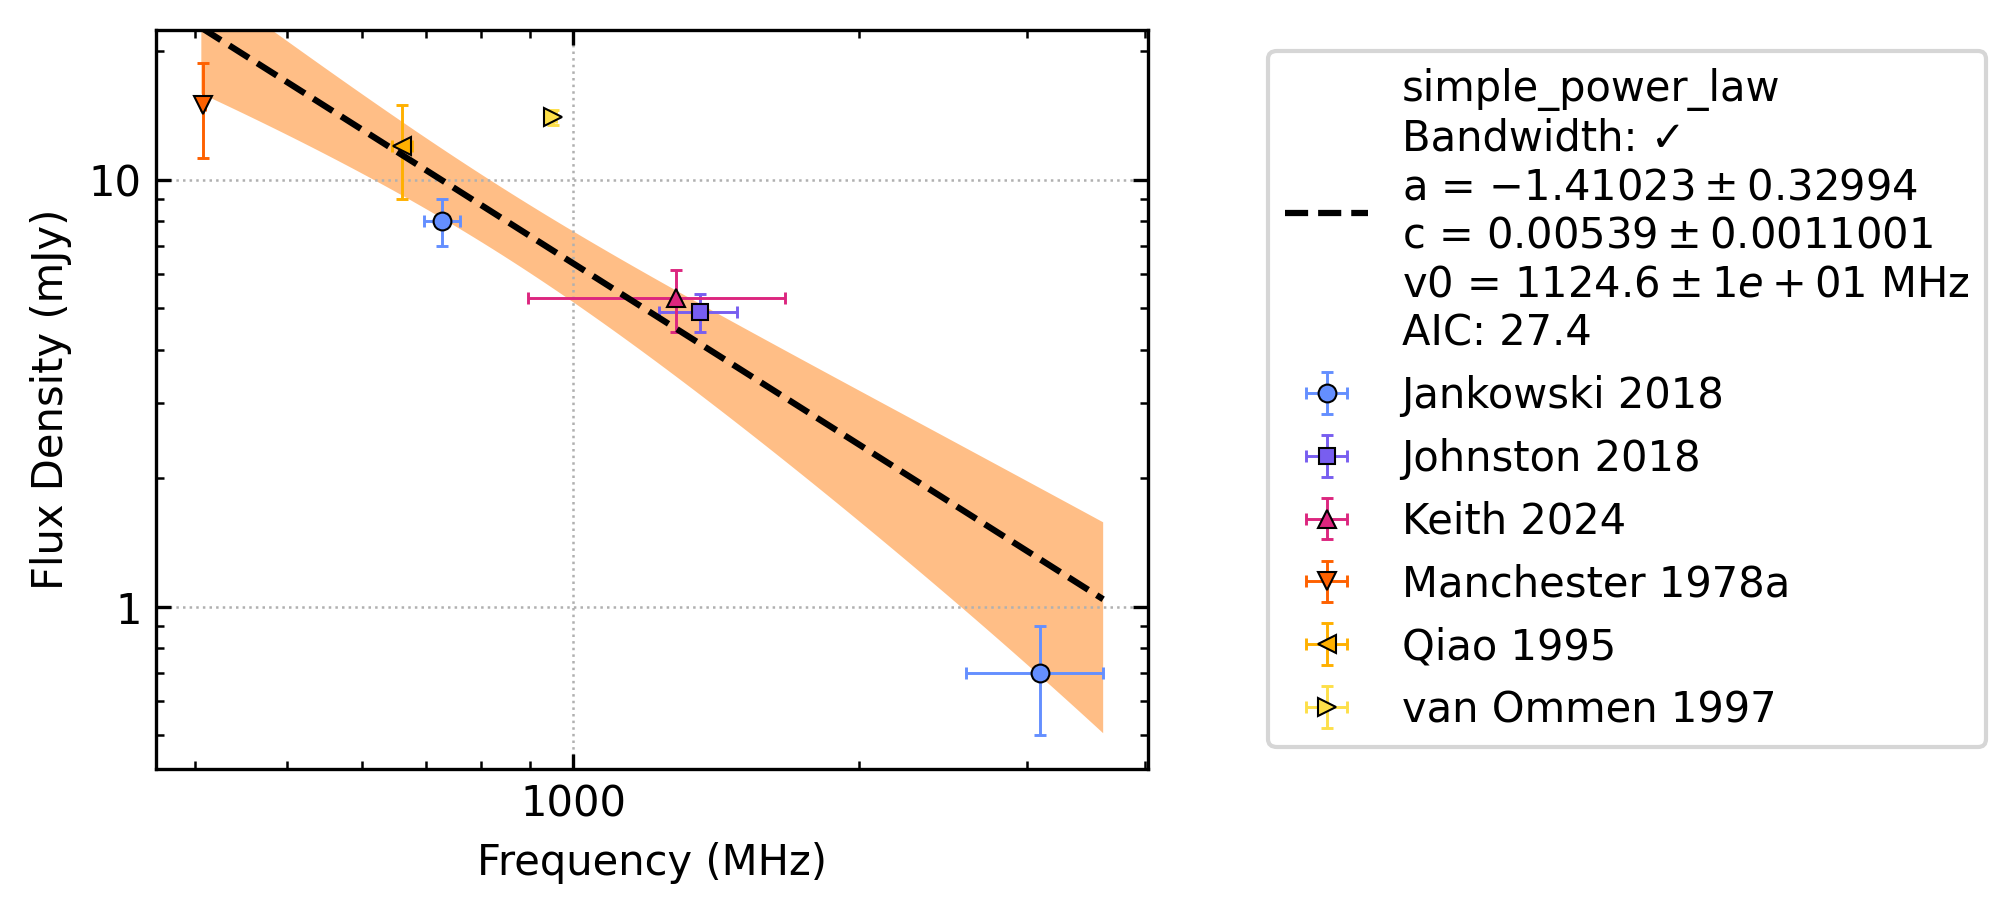 10
1
1000
Flux Density (mJy)
Frequency (MHz)
simple_power_law
Bandwidth: ✓
a = −1.41023 ± 0.32994
c = 0.00539 ± 0.0011001
v0 = 1124.6 ± 1e + 01 MHz
AIC: 27.4
Jankowski 2018
Johnston 2018
Keith 2024
Manchester 1978a
Qiao 1995
van Ommen 1997